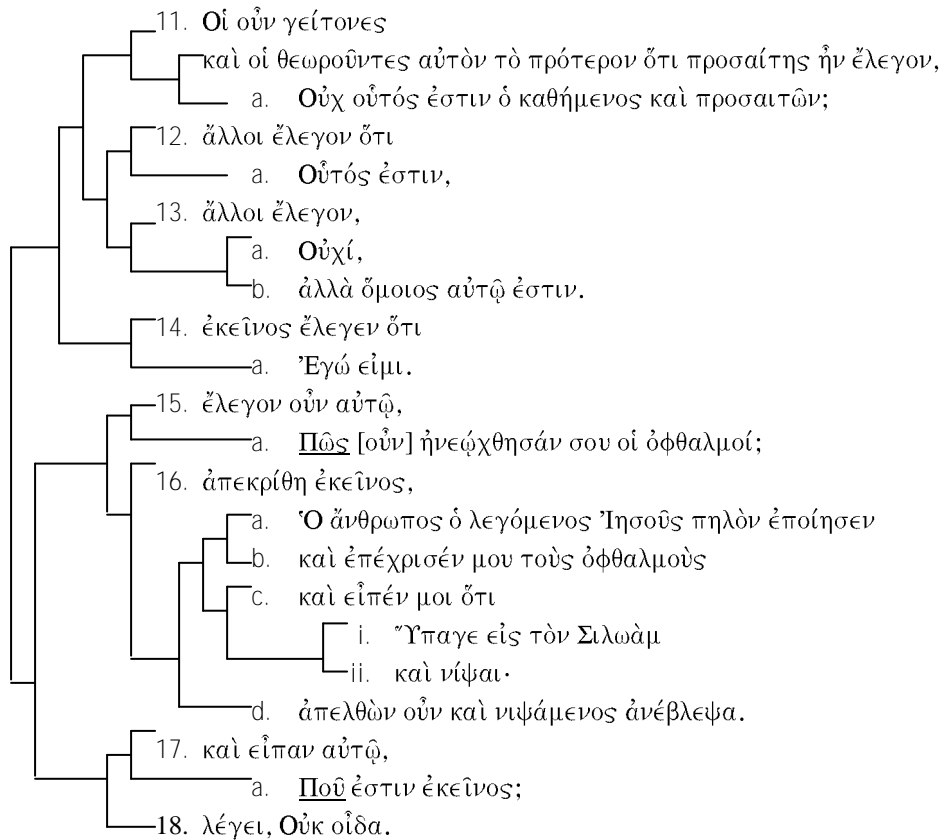 11. Οἱ οὖν γείτονες
καὶ οἱ θεωροῦντες αὐτὸν τὸ πρότερον ὅτι προσαίτης ἦν ἔλεγον,
a. Οὐχ οὗτός ἐστιν ὁ καθήμενος καὶ προσαιτῶν;
12. ἄλλοι ἔλεγον ὅτι
a. Οὗτός ἐστιν,
13. ἄλλοι ἔλεγον,
a. Οὐχί,
b. ἀλλὰ ὅμοιος αὐτῷ ἐστιν.
14. ἐκεῖνος ἔλεγεν ὅτι
a. Ἐγώ εἰμι.
15. ἔλεγον οὖν αὐτῷ,
a. Πῶς [οὖν] ἠνεῴχθησάν σου οἱ ὀφθαλμοί;
16. ἀπεκρίθη ἐκεῖνος,
a. Ὁ ἄνθρωπος ὁ λεγόμενος Ἰησοῦς πηλὸν ἐποίησεν
b. καὶ ἐπέχρισέν μου τοὺς ὀφθαλμοὺς
c. καὶ εἶπέν μοι ὅτι
i. Ὕπαγε εἰς τὸν Σιλωὰμ
ii. καὶ νίψαι·
d. ἀπελθὼν οὖν καὶ νιψάμενος ἀνέβλεψα.
17. καὶ εἶπαν αὐτῷ,
a. Ποῦ ἐστιν ἐκεῖνος;
18. λέγει, Οὐκ οἶδα.